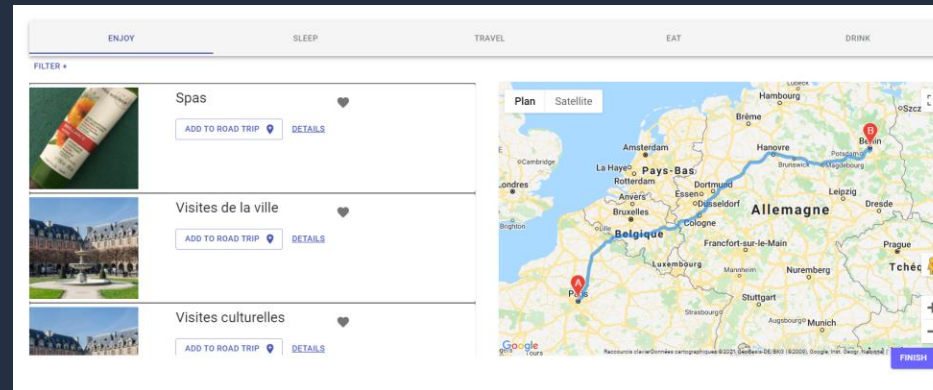 ENJOY
SLEEP
TRAVEL
EAT
DRINK
FILTER +
Spas
ADD TO ROAD TRIP
DETAILS
Visites de la ville
ADD TO ROAD TRIP
DETAILS
Visites culturelles
ADD TO ROAD TRIP
DETAILS
Plan
Satellite
Hambourg
Brême
Amsterdam
Hanovre
Berlin
Potsdam
Cambridge
La Haye
Pays-Bas
Rotterdam
Brunswick
Magdebourg
ondres
Dortmund
Anvers
Essen
Leipzig
Düsseldorf
Dresde
Bruxelles
Allemagne
Brighton
Lille
Cologne
Belgique
Francfort-sur-le-Main
Prague
Luxembourg
Mannheim
Nuremberg
Tchéc
A
B
Paris
Stuttgart
Strasbourg
Augsbourg
Munich
Google
Tours
FINISH